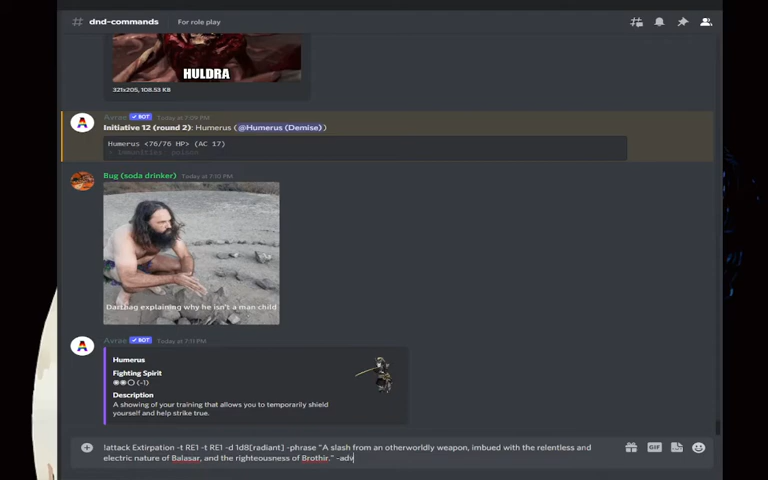 dnd-commands For role play
HULDRA
321x205, 108.53 KB
Avrae BOT Today at 7:09 PM
Initiative 12 (round 2): Humerus (@Humerus (Demise))
Humerus <76/76 HP> (AC 17)
Immunities: poison
Bug (soda drinker) Today at 7:10 PM
Darthag explaining why he isn't a man child
Avrae BOT Today at 7:11 PM
Humerus
Fighting Spirit
(-1)
Description
A showing of your training that allows you to temporarily shield
yourself and help strike true.
!attack Extirpation -t RE1 -t RE1 -d 1d8[radiant] -phrase "A slash from an otherworldly weapon, imbued with the relentless and
electric nature of Balasar, and the righteousness of Brothir." -adv
GIF